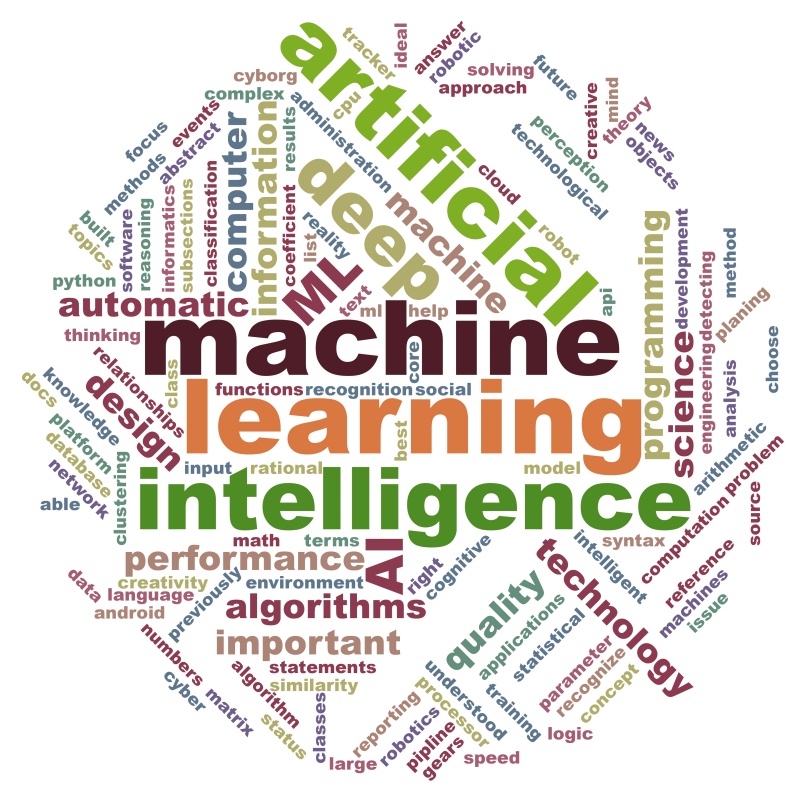 artificial
tracker
ideal
answer
robotic
solving
approach
future
creative
mind
theory
news
objects
perception
technological
cyborg
complex
cpu
administration
results
events
abstract
focus
methods
computer
information
deep
machine
cloud
robot
api
built
topics
software
reasoning
informatics
subsections
classification
coefficient
list
reality
ML
text
ml
help
python
automatic
thinking
machine
programming
development
detecting
engineering
science
method
planing
choose
analysis
core
class
relationships
design
docs
knowledge
platform
database
network
able
clustering
functions
recognition
social
learning
best
input
rational
model
intelligence
arithmetic
problem
computation
source
math
terms
syntax
performance
AI
right
cognitive
intelligent
technology
reference
machines
issue
creativity
environment
previously
data
language
android
algorithms
important
statements
similarity
numbers
cyber
matrix
algorithm
status
classes
large
reporting
robotics
pipline
gears
speed
processor
understood
training
quality
applications
statistical
parameter
recognize
concept
logic